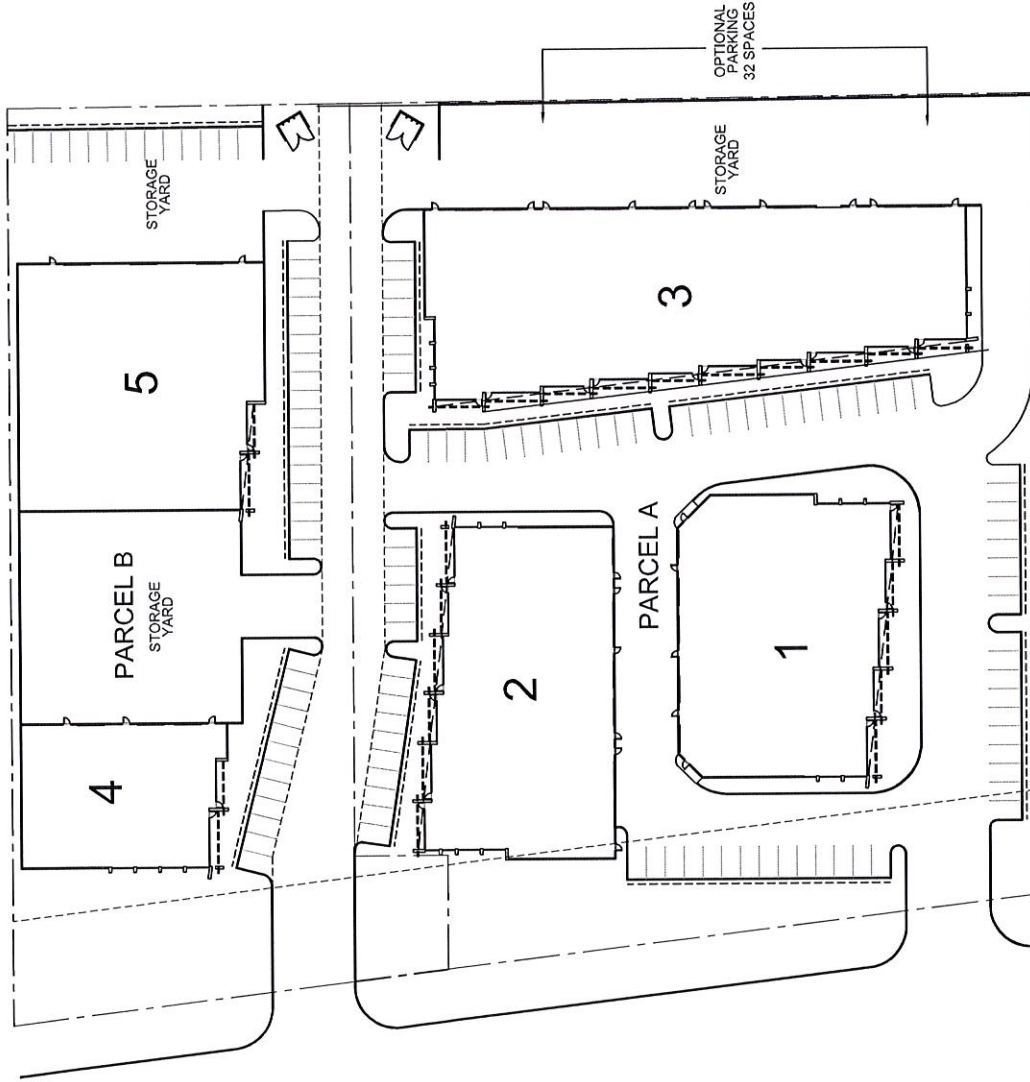 OPTIONAL
PARKING
32 SPACES
STORAGE
YARD
STORAGE
YARD
5
3
PARCEL B
STORAGE
YARD
PARCEL A
2
1
4